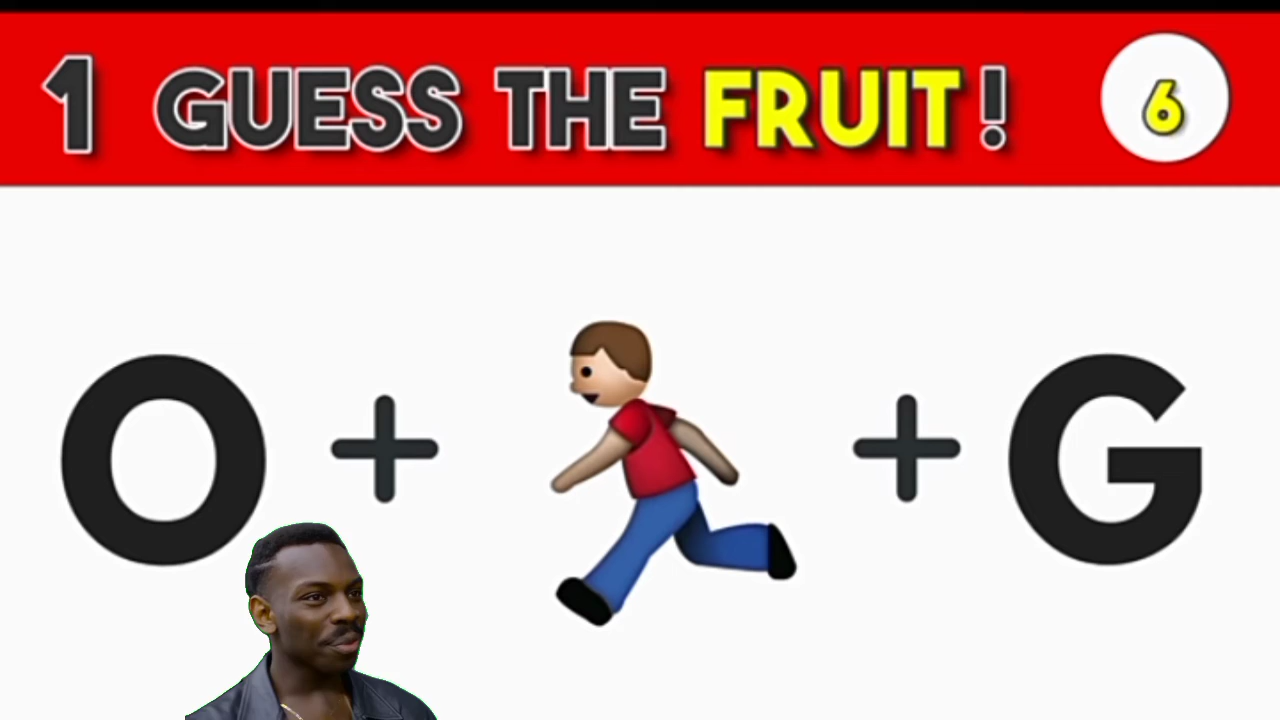 1 GUESS THE FRUIT! 6
O + + G